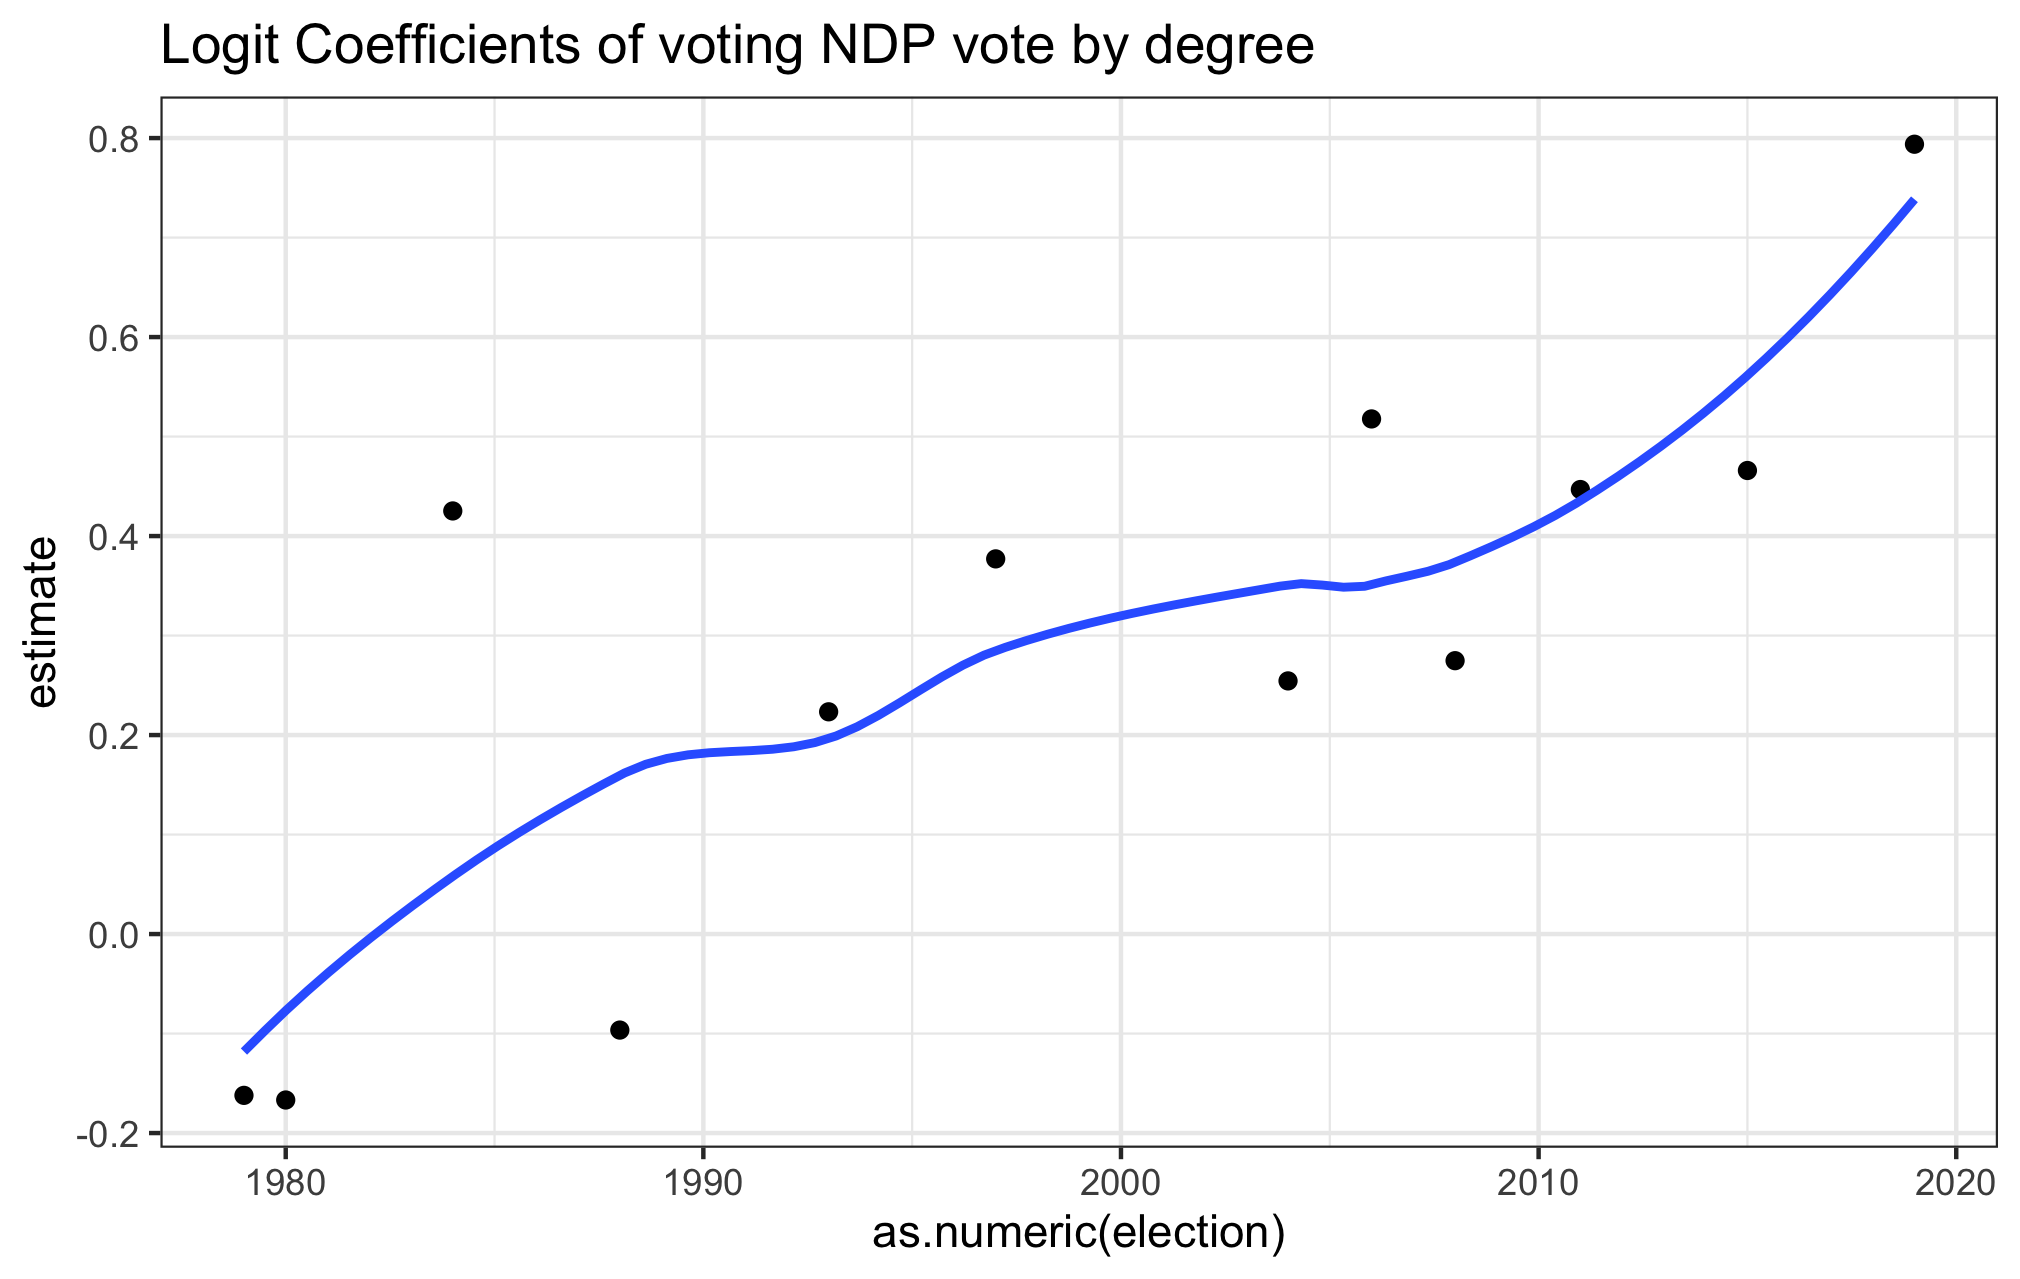 Logit Coefficients of voting NDP vote by degree
0.8
0.6
0.4
0.2
0.0
-0.2
estimate
1980 1990 2000 2010 2020
as.numeric(election)